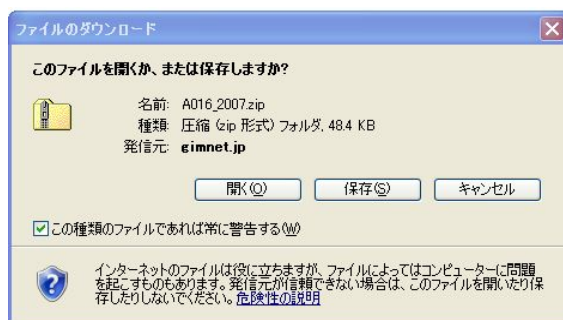 ファイルのダウンロード
このファイルを開くか、または保存しますか?
名前: A016_2007.zip
種類: 圧縮 (zip 形式) フォルダ, 48.4 KB
発信元: gimnet.jp
開く(O) 保存(S) キャンセル
この種類のファイルであれば常に警告する(W)
インターネットのファイルは役に立ちますが、ファイルによってはコンピューターに問題
を起こすものもあります。発信元が信頼できない場合は、このファイルを開いたり保
存したりしないでください。危険性の説明